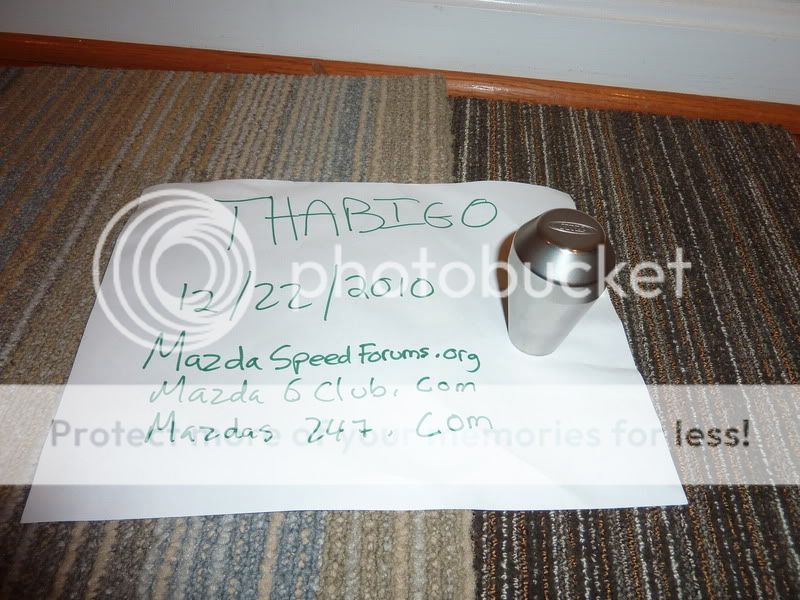 THABIGO
photobucket
12/22/2010
MazdaSpeedForums.org
Mazda 6 Club. Com
Protect more of your memories for less!
Mazdas 247. Com